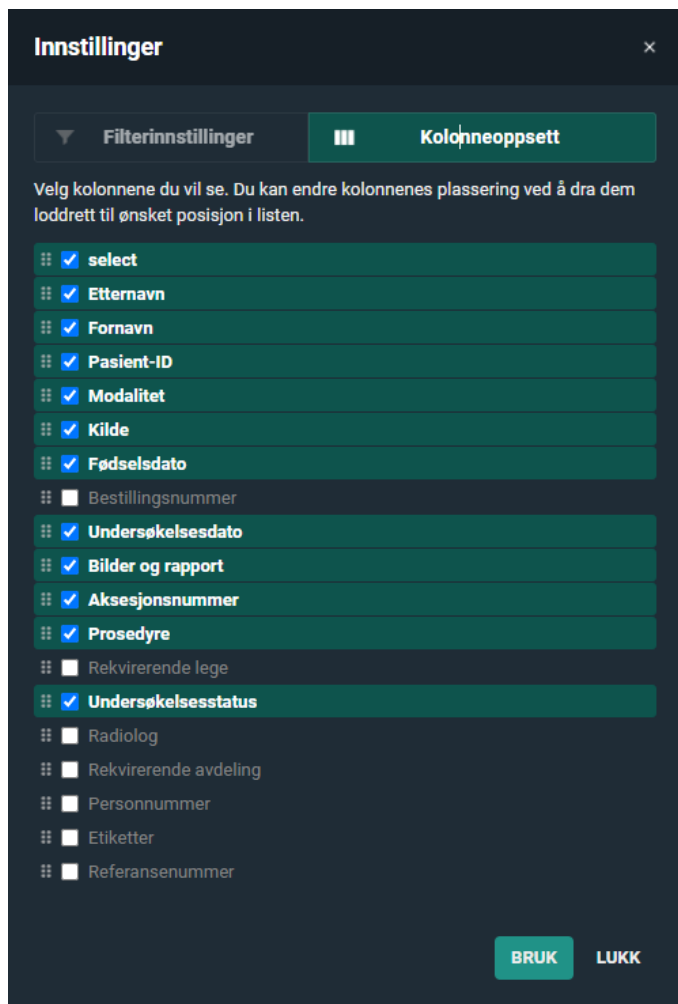 Innstillinger
×
Filterinnstillinger
Kolonneoppsett
Velg kolonnene du vil se. Du kan endre kolonnenes plassering ved å dra dem
loddrett til ønsket posisjon i listen.
select
Etternavn
Fornavn
Pasient-ID
Modalitet
Kilde
Fødselsdato
Bestillingsnummer
Undersøkelsesdato
Bilder og rapport
Aksesjonsnummer
Prosedyre
Rekvirerende lege
Undersøkelsesstatus
Radiolog
Rekvirerende avdeling
Personnummer
Etiketter
Referansenummer
BRUK
LUKK